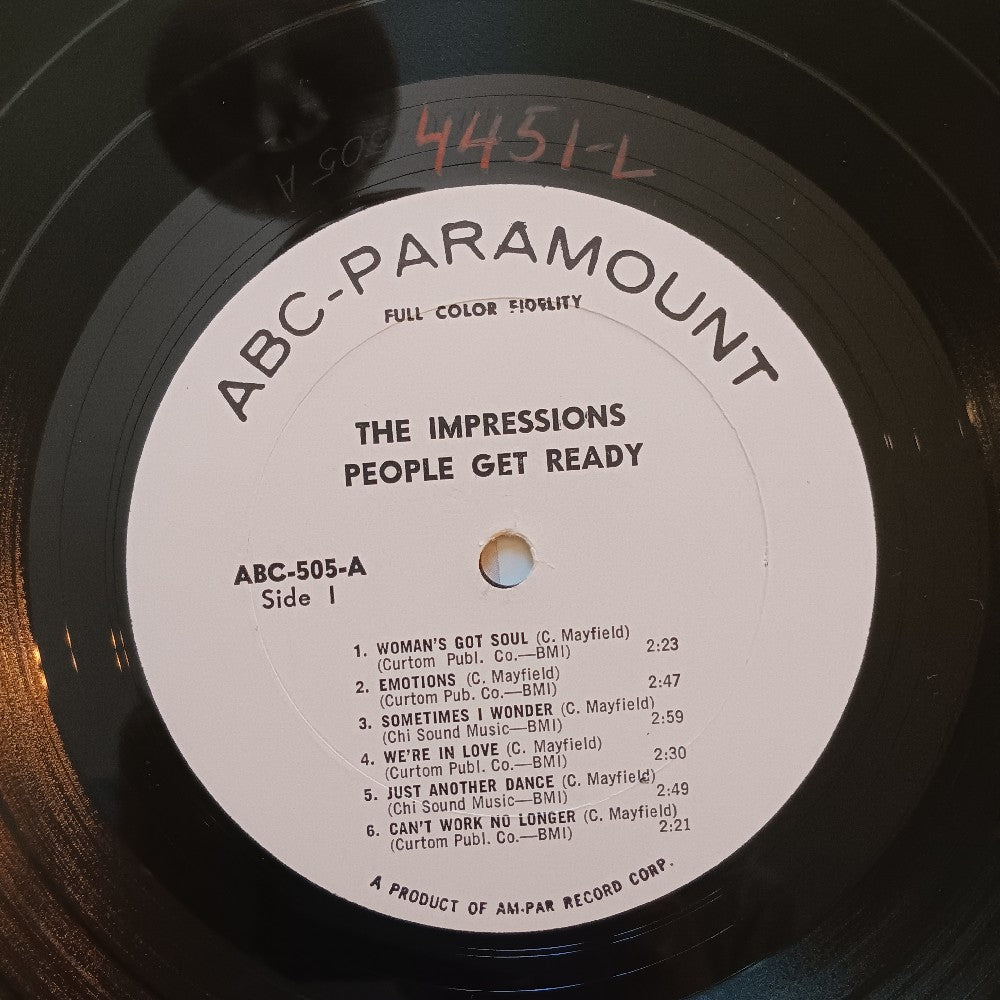 4451-L
505 A
ABC-PARAMOUNT
FULL COLOR FIDELITY
THE IMPRESSIONS
PEOPLE GET READY
ABC-505-A
Side 1
1. WOMAN'S GOT SOUL (C. Mayfield) 2:23
(Curtom Publ. Co.—BMI)
2. EMOTIONS (C. Mayfield) 2:47
(Curtom Pub. Co.—BMI)
3. SOMETIMES I WONDER (C. Mayfield) 2:59
(Chi Sound Music—BMI)
4. WE'RE IN LOVE (C. Mayfield) 2:30
(Curtom Publ. Co.—BMI)
5. JUST ANOTHER DANCE (C. Mayfield) 2:49
(Chi Sound Music—BMI)
6. CAN'T WORK NO LONGER (C. Mayfield) 2:21
(Curtom Publ. Co.—BMI)
A PRODUCT OF AM-PAR RECORD CORP.